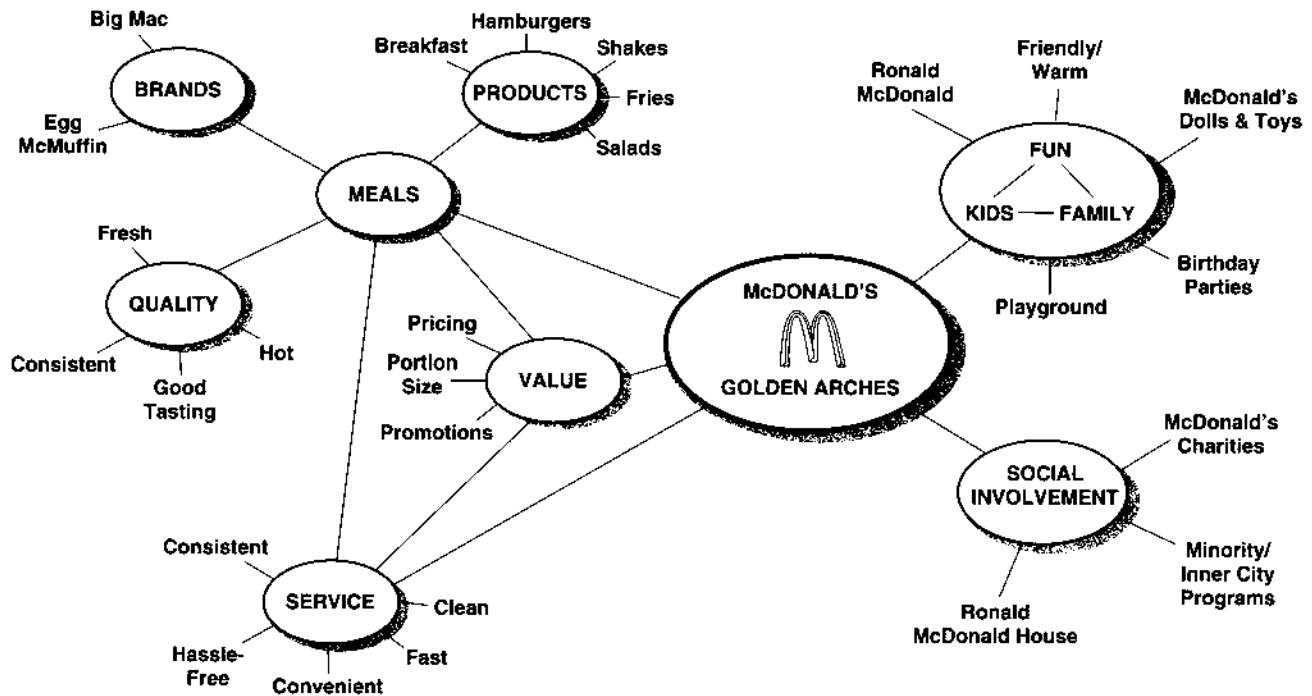 Big Mac
BRANDS
Egg
McMuffin
Hamburgers
Breakfast
Shakes
PRODUCTS
Fries
Salads
MEALS
Fresh
QUALITY
Consistent
Hot
Good
Tasting
Pricing
Portion
Size
VALUE
Promotions
Consistent
SERVICE
Clean
Hassle-
Free
Fast
Convenient
McDONALD'S
GOLDEN ARCHES
Ronald
McDonald
Friendly/
Warm
McDonald's
Dolls & Toys
FUN
KIDS
FAMILY
Playground
Birthday
Parties
SOCIAL
INVOLVEMENT
McDonald's
Charities
Minority/
Inner City
Programs
Ronald
McDonald House